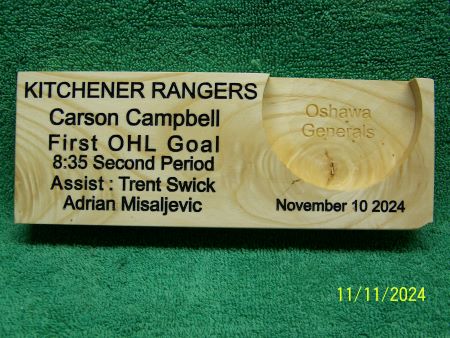 KITCHENER RANGERS
Carson Campbell
First OHL Goal
8:35 Second Period
Assist : Trent Swick
Adrian Misaljevic
Oshawa
Generals
November 10 2024
11/11/2024